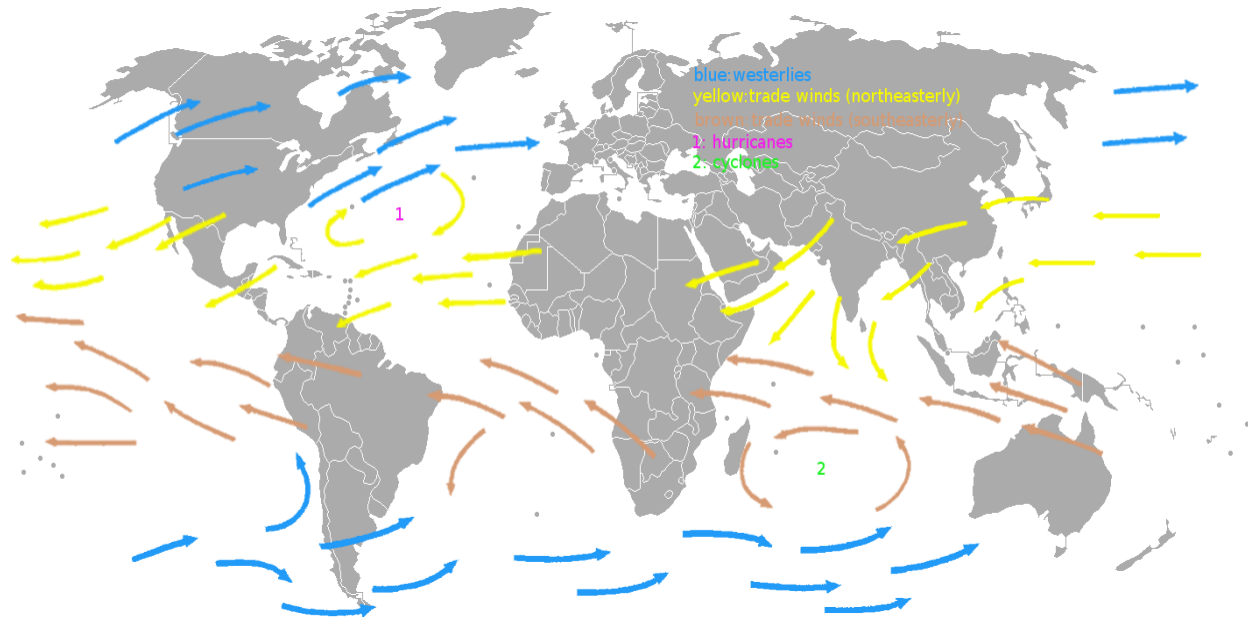 blue:westerlies
yellow:trade winds (northeasterly)
brown:trade winds (southeasterly)
1: hurricanes
2: cyclones
1
2